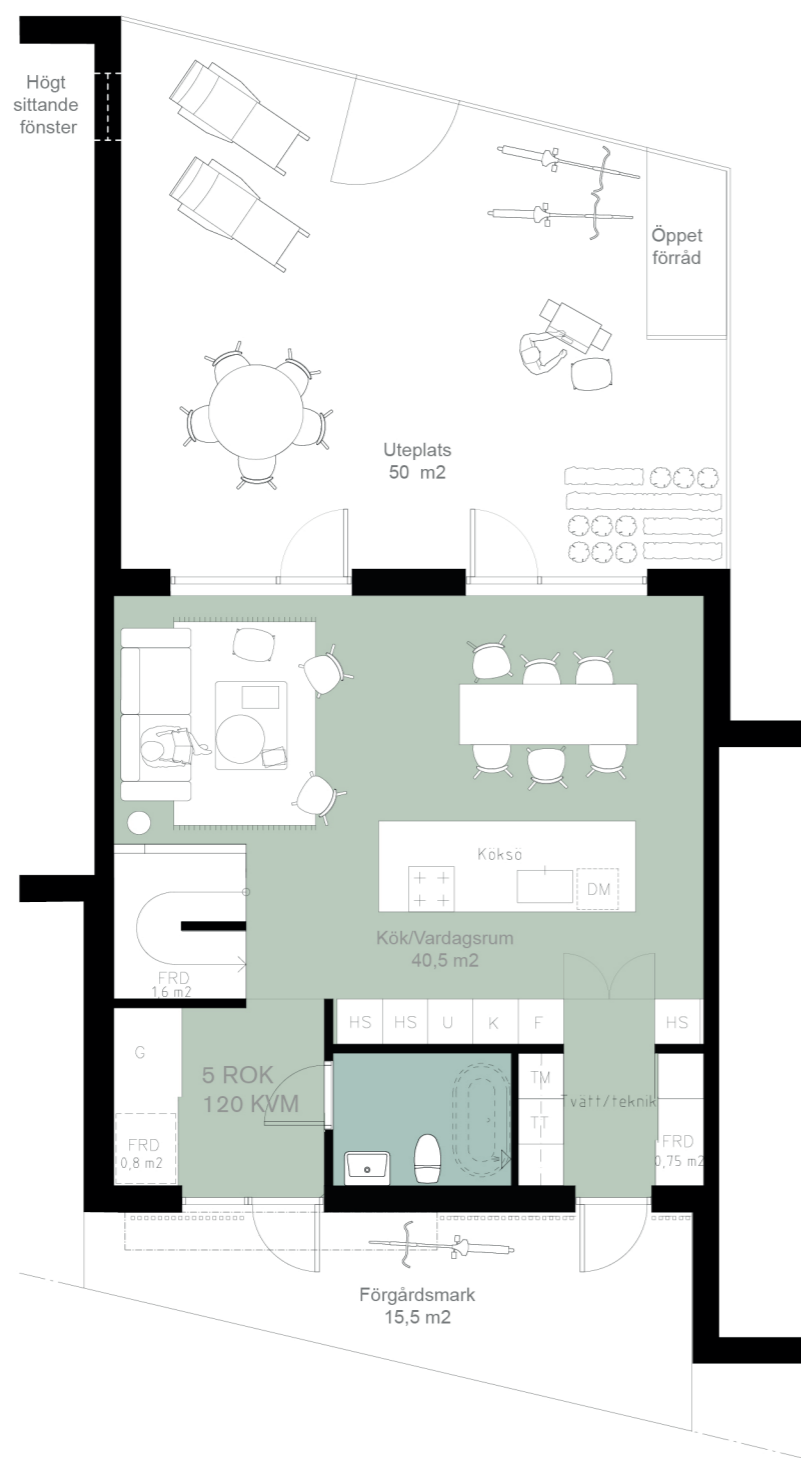 Högt
sittande
fönster
Öppet
förråd
Uteplats
50 m2
Köksö
DM
Kök/Vardagsrum
40,5 m2
FRD
1,6 m2
HS HS U K F HS
G
5 ROK
120 KVM
TM
Tvätt/teknik
TT
FRD
0,8 m2
FRD
0,75 m2
Förgårdsmark
15,5 m2